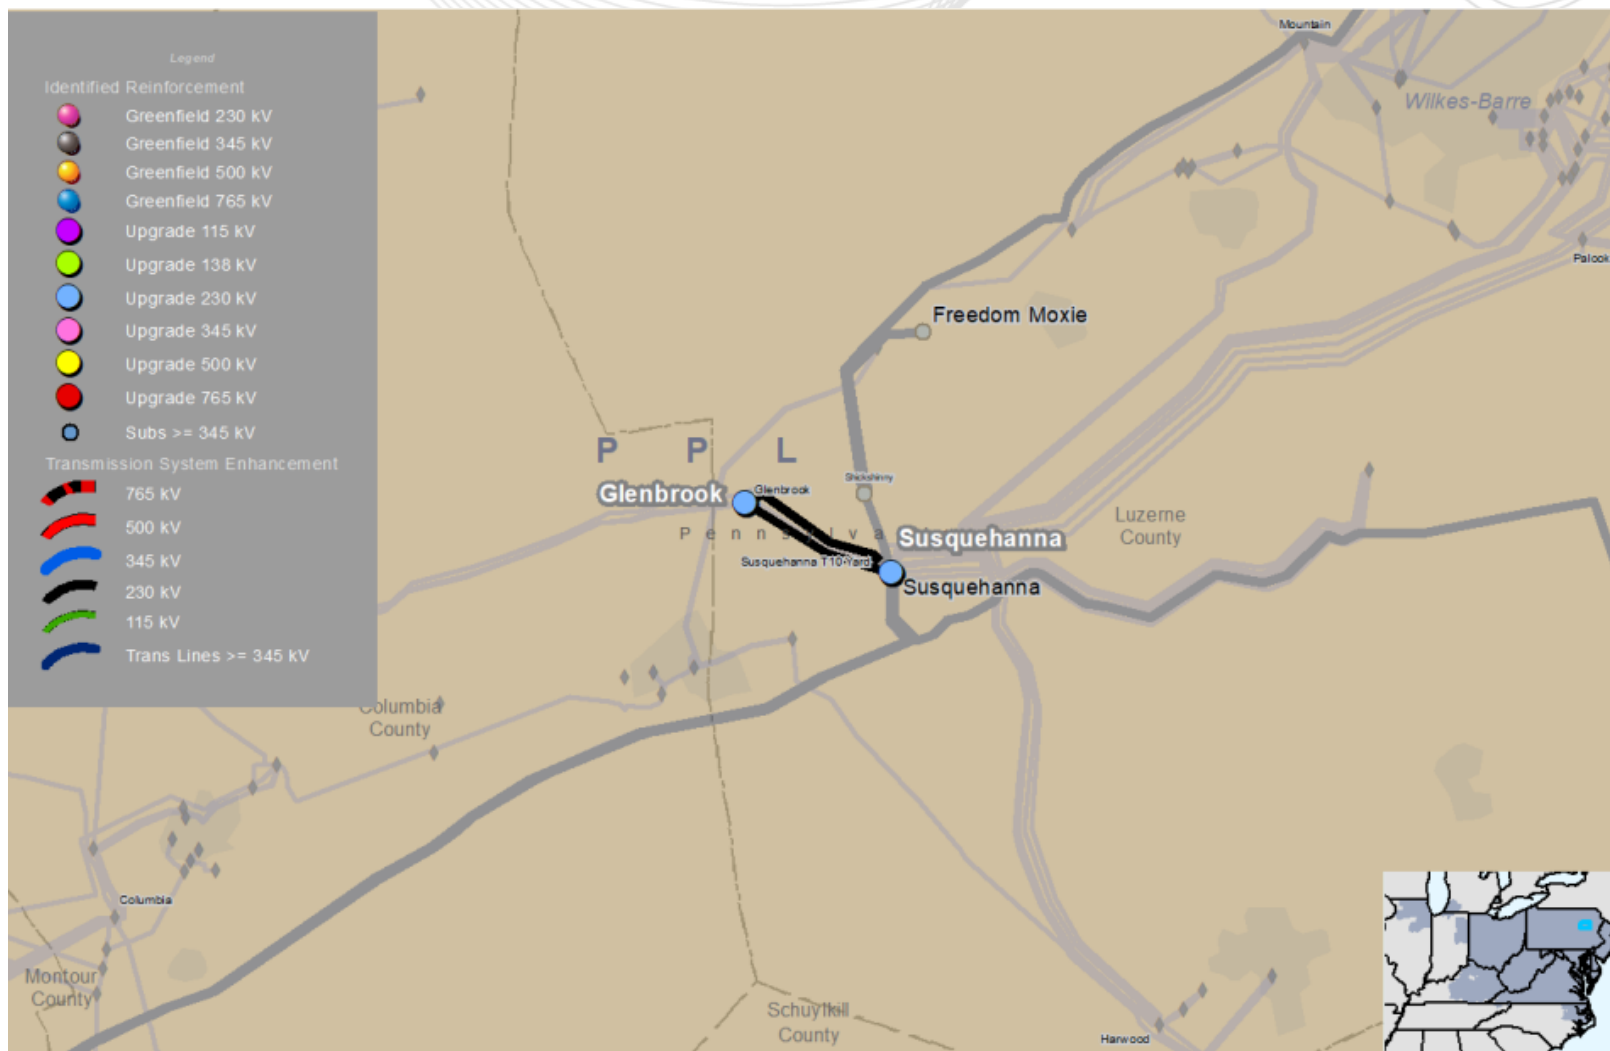 Legend
Identified Reinforcement
Greenfield 230 kV
Greenfield 345 kV
Greenfield 500 kV
Greenfield 765 kV
Upgrade 115 kV
Upgrade 138 kV
Upgrade 230 kV
Upgrade 345 kV
Upgrade 500 kV
Upgrade 765 kV
Subs >= 345 kV
Transmission System Enhancement
765 kV
500 kV
345 kV
230 kV
115 kV
Trans Lines >= 345 kV
Mountain
Wilkes-Barre
Palook
Freedom Moxie
P P L
Shickshinny
Glenbrook
Glenbrook
Pennsylva
Susquehanna
Luzerne
County
Susquehanna T10 Yard
Susquehanna
Columbia
County
Columbia
Montour
County
Schuylkill
County
Harwood